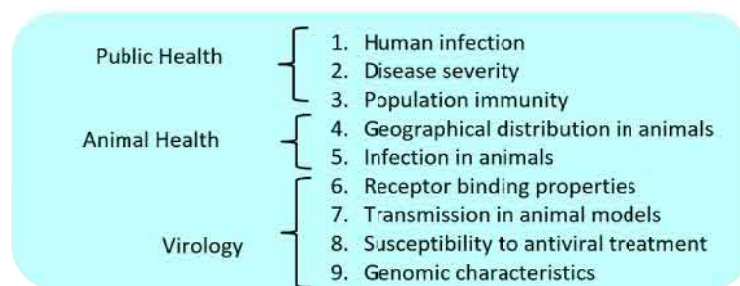 Public Health
1. Human infection
2. Disease severity
3. Population immunity
Animal Health
4. Geographical distribution in animals
5. Infection in animals
Virology
6. Receptor binding properties
7. Transmission in animal models
8. Susceptibility to antiviral treatment
9. Genomic characteristics